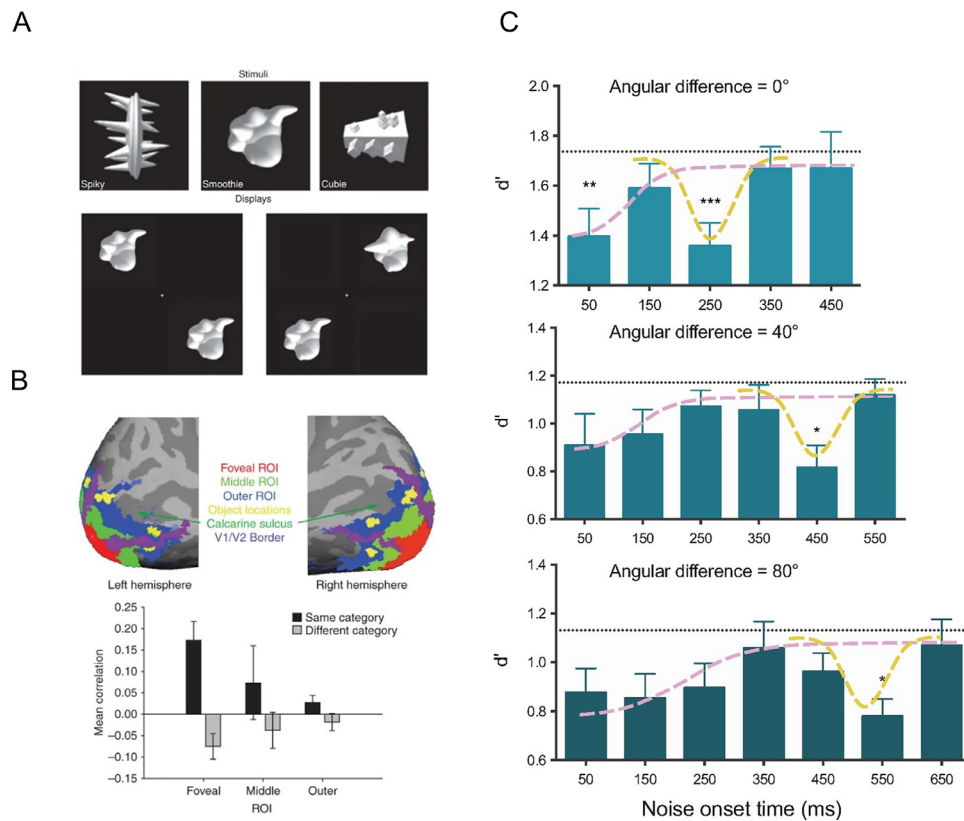 A
Stimuli
Spiky
Smoothie
Cubie
Displays
B
Foveal ROI
Middle ROI
Outer ROI
Object locations
Calcarine sulcus
V1/V2 Border
Left hemisphere
Right hemisphere
Same category
Different category
Mean correlation
0.25
0.20
0.15
0.10
0.05
0.00
−0.05
−0.10
−0.15
Foveal
Middle
Outer
ROI
C
Angular difference = 0°
d'
2.0
1.8
1.6
1.4
1.2
**
***
50 150 250 350 450
Angular difference = 40°
d'
1.4
1.2
1.0
0.8
0.6
*
50 150 250 350 450 550
Angular difference = 80°
d'
1.4
1.2
1.0
0.8
0.6
*
50 150 250 350 450 550 650
Noise onset time (ms)